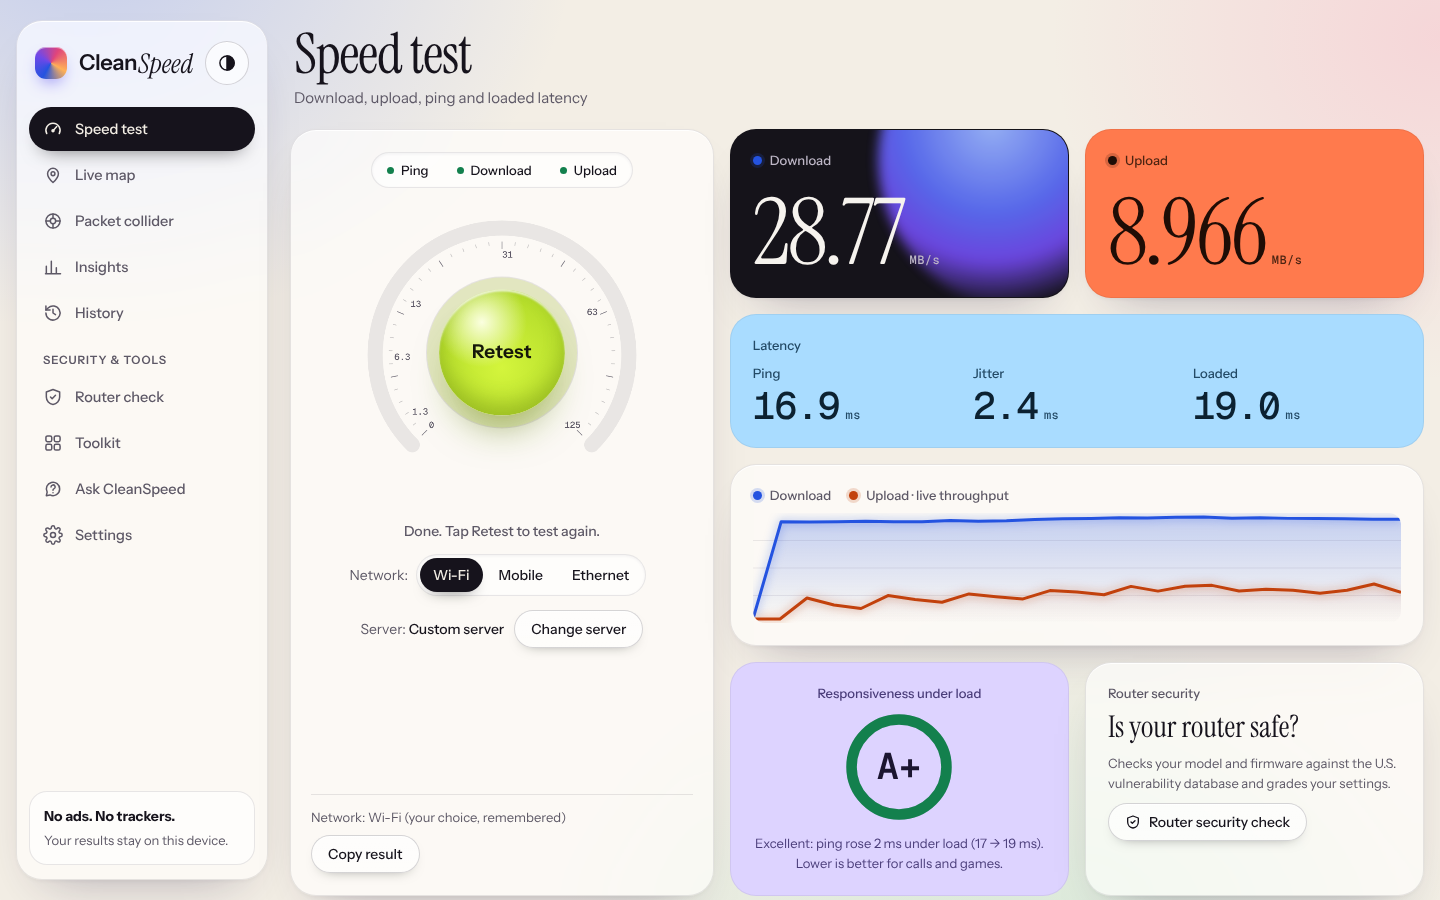 CleanSpeed
Speed test
Live map
Packet collider
Insights
History
SECURITY & TOOLS
Router check
Toolkit
Ask CleanSpeed
Settings
No ads. No trackers.
Your results stay on this device.
Speed test
Download, upload, ping and loaded latency
Ping
Download
Upload
0
1.3
6.3
13
31
63
125
Retest
Done. Tap Retest to test again.
Network: Wi-Fi Mobile Ethernet
Server: Custom server Change server
Network: Wi-Fi (your choice, remembered)
Copy result
Download
28.77 MB/s
Upload
8.966 MB/s
Latency
Ping
16.9 ms
Jitter
2.4 ms
Loaded
19.0 ms
Download
Upload · live throughput
Responsiveness under load
A+
Excellent: ping rose 2 ms under load (17 → 19 ms).
Lower is better for calls and games.
Router security
Is your router safe?
Checks your model and firmware against the U.S.
vulnerability database and grades your settings.
Router security check